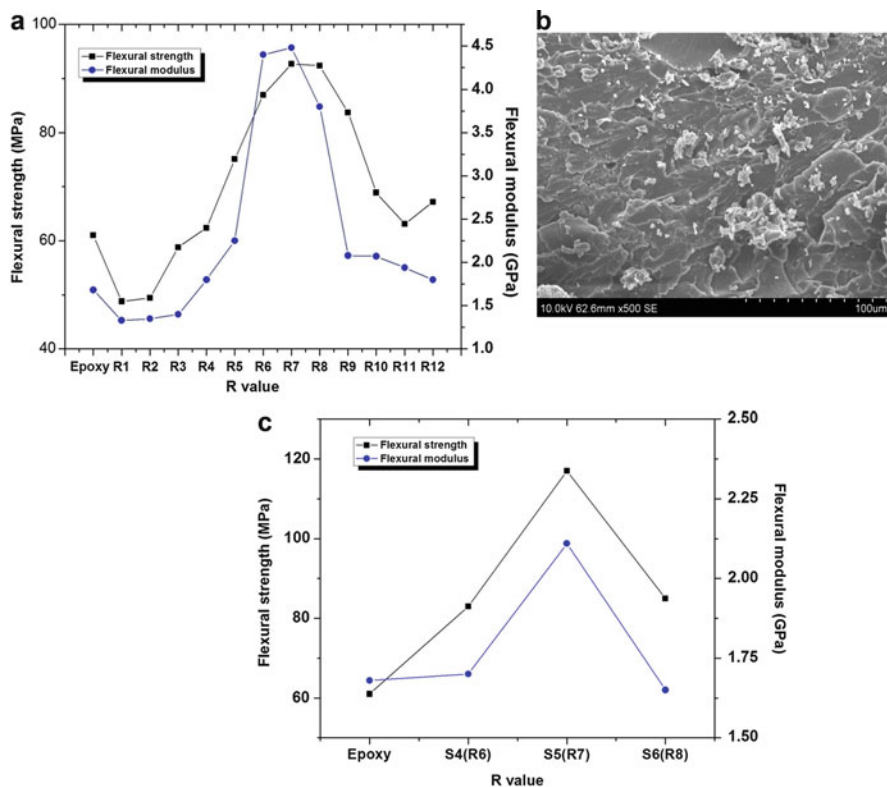 a
100
80
60
40
Flexural strength (MPa)
Flexural strength
Flexural modulus
4.5
4.0
3.5
3.0
2.5
2.0
1.5
1.0
Flexural modulus (GPa)
Epoxy R1 R2 R3 R4 R5 R6 R7 R8 R9 R10 R11 R12
R value
b
10.0kV 62.6mm x500 SE
100um
c
120
100
80
60
Flexural strength (MPa)
Flexural strength
Flexural modulus
2.50
2.25
2.00
1.75
1.50
Flexural modulus (GPa)
Epoxy S4(R6) S5(R7) S6(R8)
R value